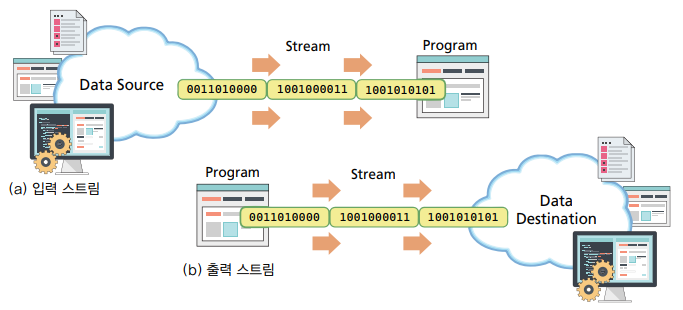 Stream
Program
Data Source
0011010000
1001000011
1001010101
(a) 입력 스트림
Program
Stream
Data
Destination
0011010000
1001000011
1001010101
(b) 출력 스트림